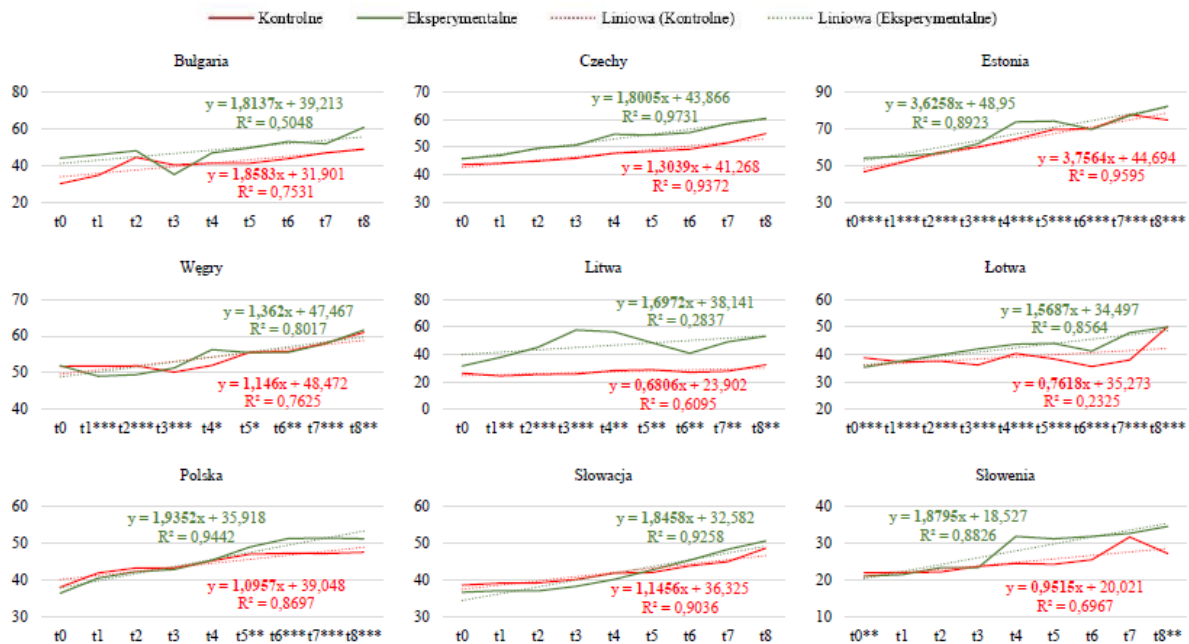 Kontrolne Eksperymentalne Liniowa (Kontrolne) Liniowa (Eksperymentalne)
Bułgaria
80
60
40
20
y = 1,8137x + 39,213
R² = 0,5048
y = 1,8583x + 31,901
R² = 0,7531
t0 t1 t2 t3 t4 t5 t6 t7 t8
Czechy
70
60
50
40
30
y = 1,8005x + 43,866
R² = 0,9731
y = 1,3039x + 41,268
R² = 0,9372
t0 t1 t2 t3 t4 t5 t6 t7 t8
Estonia
90
70
50
30
y = 3,6258x + 48,95
R² = 0,8923
y = 3,7564x + 44,694
R² = 0,9595
t0*** t1*** t2*** t3*** t4*** t5*** t6*** t7*** t8***
Węgry
70
60
50
40
y = 1,362x + 47,467
R² = 0,8017
y = 1,146x + 48,472
R² = 0,7625
t0 t1*** t2*** t3*** t4* t5* t6** t7*** t8***
Litwa
80
60
40
20
0
y = 1,6972x + 38,141
R² = 0,2837
y = 0,6806x + 23,902
R² = 0,6095
t0 t1** t2** t3*** t4** t5** t6** t7** t8**
Łotwa
60
50
40
30
20
y = 1,5687x + 34,497
R² = 0,8564
y = 0,7618x + 35,273
R² = 0,2325
t0*** t1*** t2*** t3*** t4*** t5*** t6*** t7*** t8***
Polska
60
50
40
30
y = 1,9352x + 35,918
R² = 0,9442
y = 1,0957x + 39,048
R² = 0,8697
t0 t1 t2 t3 t4 t5** t6*** t7*** t8***
Słowacja
60
50
40
30
y = 1,8458x + 32,582
R² = 0,9258
y = 1,1456x + 36,325
R² = 0,9036
t0 t1 t2 t3 t4 t5 t6 t7 t8
Słowenia
40
30
20
10
y = 1,8795x + 18,527
R² = 0,8826
y = 0,9515x + 20,021
R² = 0,6967
t0** t1 t2 t3 t4 t5 t6 t7 t8**